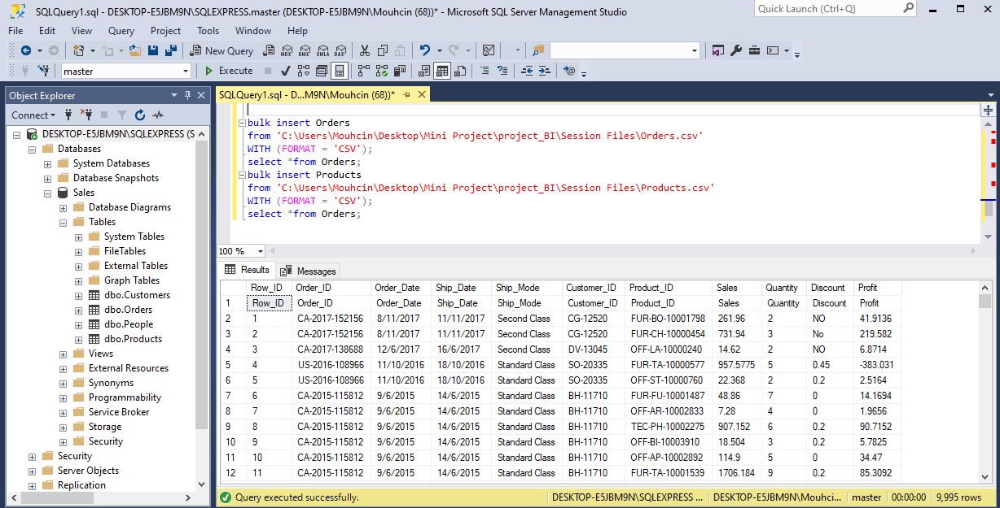 SQLQuery1.sql - DESKTOP-E5JBM9N\SQLEXPRESS.master (DESKTOP-E5JBM9N\Mouhcin (68))* - Microsoft SQL Server Management Studio
Quick Launch (Ctrl+Q)
File Edit View Query Project Tools Window Help
New Query MDX DMX XMLA DAX
master Execute
Object Explorer
SQLQuery1.sql - D...M9N\Mouhcin (68))*
Connect
DESKTOP-E5JBM9N\SQLEXPRESS (S
Databases
System Databases
Database Snapshots
Sales
Database Diagrams
Tables
System Tables
FileTables
External Tables
Graph Tables
dbo.Customers
dbo.Orders
dbo.People
dbo.Products
Views
External Resources
Synonyms
Programmability
Service Broker
Storage
Security
Security
Server Objects
Replication
bulk insert Orders
from 'C:\Users\Mouhcin\Desktop\Mini Project\project_BI\Session Files\Orders.csv'
WITH (FORMAT = 'CSV');
select *from Orders;
bulk insert Products
from 'C:\Users\Mouhcin\Desktop\Mini Project\project_BI\Session Files\Products.csv'
WITH (FORMAT = 'CSV');
select *from Orders;
100 %
Results Messages
Row_ID Order_ID Order_Date Ship_Date Ship_Mode Customer_ID Product_ID Sales Quantity Discount Profit
1 Row_ID Order_ID Order_Date Ship_Date Ship_Mode Customer_ID Product_ID Sales Quantity Discount Profit
2 1 CA-2017-152156 8/11/2017 11/11/2017 Second Class CG-12520 FUR-BO-10001798 261.96 2 NO 41.9136
3 2 CA-2017-152156 8/11/2017 11/11/2017 Second Class CG-12520 FUR-CH-10000454 731.94 3 No 219.582
4 3 CA-2017-138688 12/6/2017 16/6/2017 Second Class DV-13045 OFF-LA-10000240 14.62 2 NO 6.8714
5 4 US-2016-108966 11/10/2016 18/10/2016 Standard Class SO-20335 FUR-TA-10000577 957.5775 5 0.45 -383.031
6 5 US-2016-108966 11/10/2016 18/10/2016 Standard Class SO-20335 OFF-ST-10000760 22.368 2 0.2 2.5164
7 6 CA-2015-115812 9/6/2015 14/6/2015 Standard Class BH-11710 FUR-FU-10001487 48.86 7 0 14.1694
8 7 CA-2015-115812 9/6/2015 14/6/2015 Standard Class BH-11710 OFF-AR-10002833 7.28 4 0 1.9656
9 8 CA-2015-115812 9/6/2015 14/6/2015 Standard Class BH-11710 TEC-PH-10002275 907.152 6 0.2 90.7152
10 9 CA-2015-115812 9/6/2015 14/6/2015 Standard Class BH-11710 OFF-BI-10003910 18.504 3 0.2 5.7825
11 10 CA-2015-115812 9/6/2015 14/6/2015 Standard Class BH-11710 OFF-AP-10002892 114.9 5 0 34.47
12 11 CA-2015-115812 9/6/2015 14/6/2015 Standard Class BH-11710 FUR-TA-10001539 1706.184 9 0.2 85.3092
Query executed successfully. DESKTOP-E5JBM9N\SQLEXPRESS ... DESKTOP-E5JBM9N\Mouhci... master 00:00:00 9,995 rows